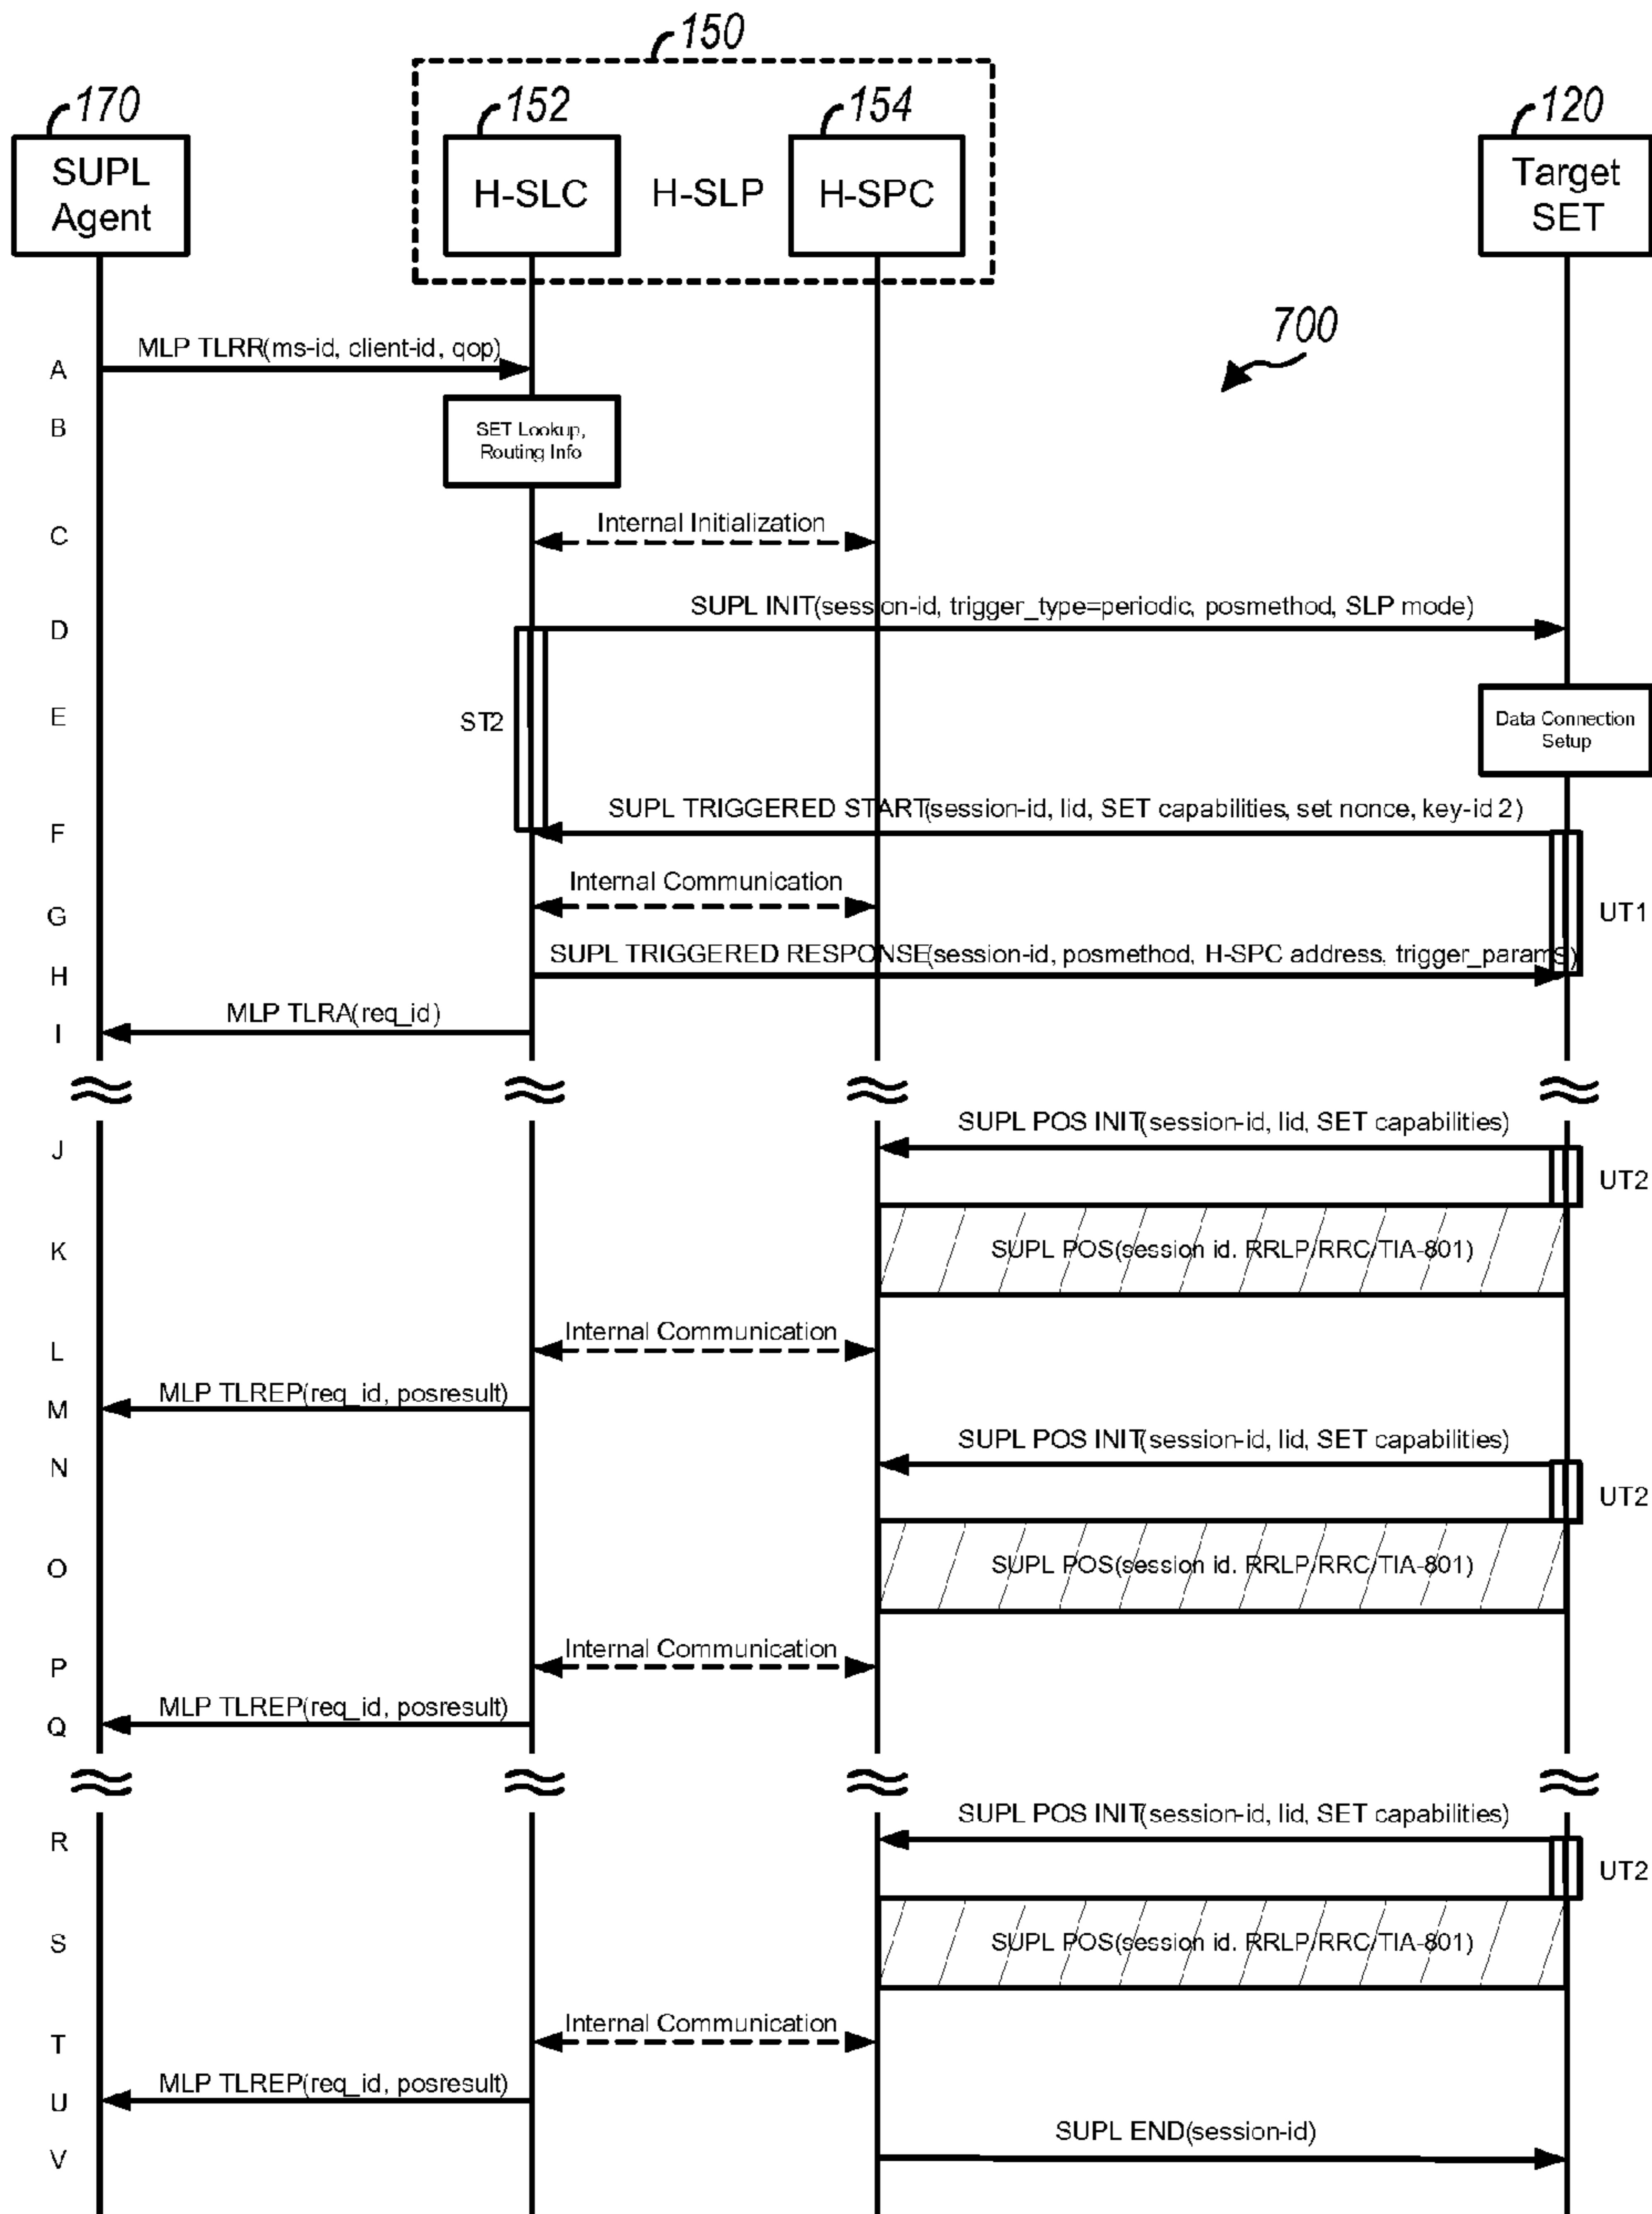 150
170
152
154
120
SUPL
Agent
H-SLC
H-SLP
H-SPC
Target
SET
700
A
MLP TLRR(ms-id, client-id, qop)
B
SET Lookup,
Routing Info
C
Internal Initialization
D
SUPL INIT(session-id, trigger_type=periodic, posmethod, SLP mode)
E
ST2
Data Connection
Setup
F
SUPL TRIGGERED START(session-id, lid, SET capabilities, set nonce, key-id 2)
G
Internal Communication
UT1
H
SUPL TRIGGERED RESPONSE(session-id, posmethod, H-SPC address, trigger_params)
I
MLP TLRA(req_id)
J
SUPL POS INIT(session-id, lid, SET capabilities)
UT2
K
SUPL POS(session id. RRLP/RRC/TIA-801)
L
Internal Communication
M
MLP TLREP(req_id, posresult)
N
SUPL POS INIT(session-id, lid, SET capabilities)
UT2
O
SUPL POS(session id. RRLP/RRC/TIA-801)
P
Internal Communication
Q
MLP TLREP(req_id, posresult)
R
SUPL POS INIT(session-id, lid, SET capabilities)
UT2
S
SUPL POS(session id. RRLP/RRC/TIA-801)
T
Internal Communication
U
MLP TLREP(req_id, posresult)
V
SUPL END(session-id)